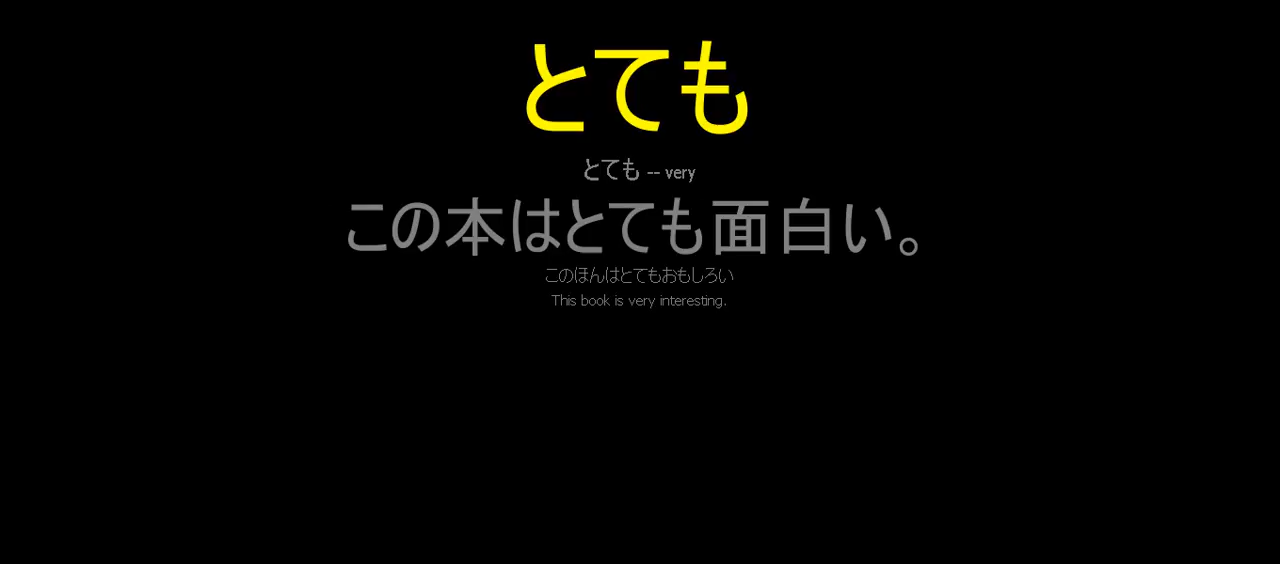 とても
とても -- very
この本はとても面白い。
このほんはとてもおもしろい
This book is very interesting.